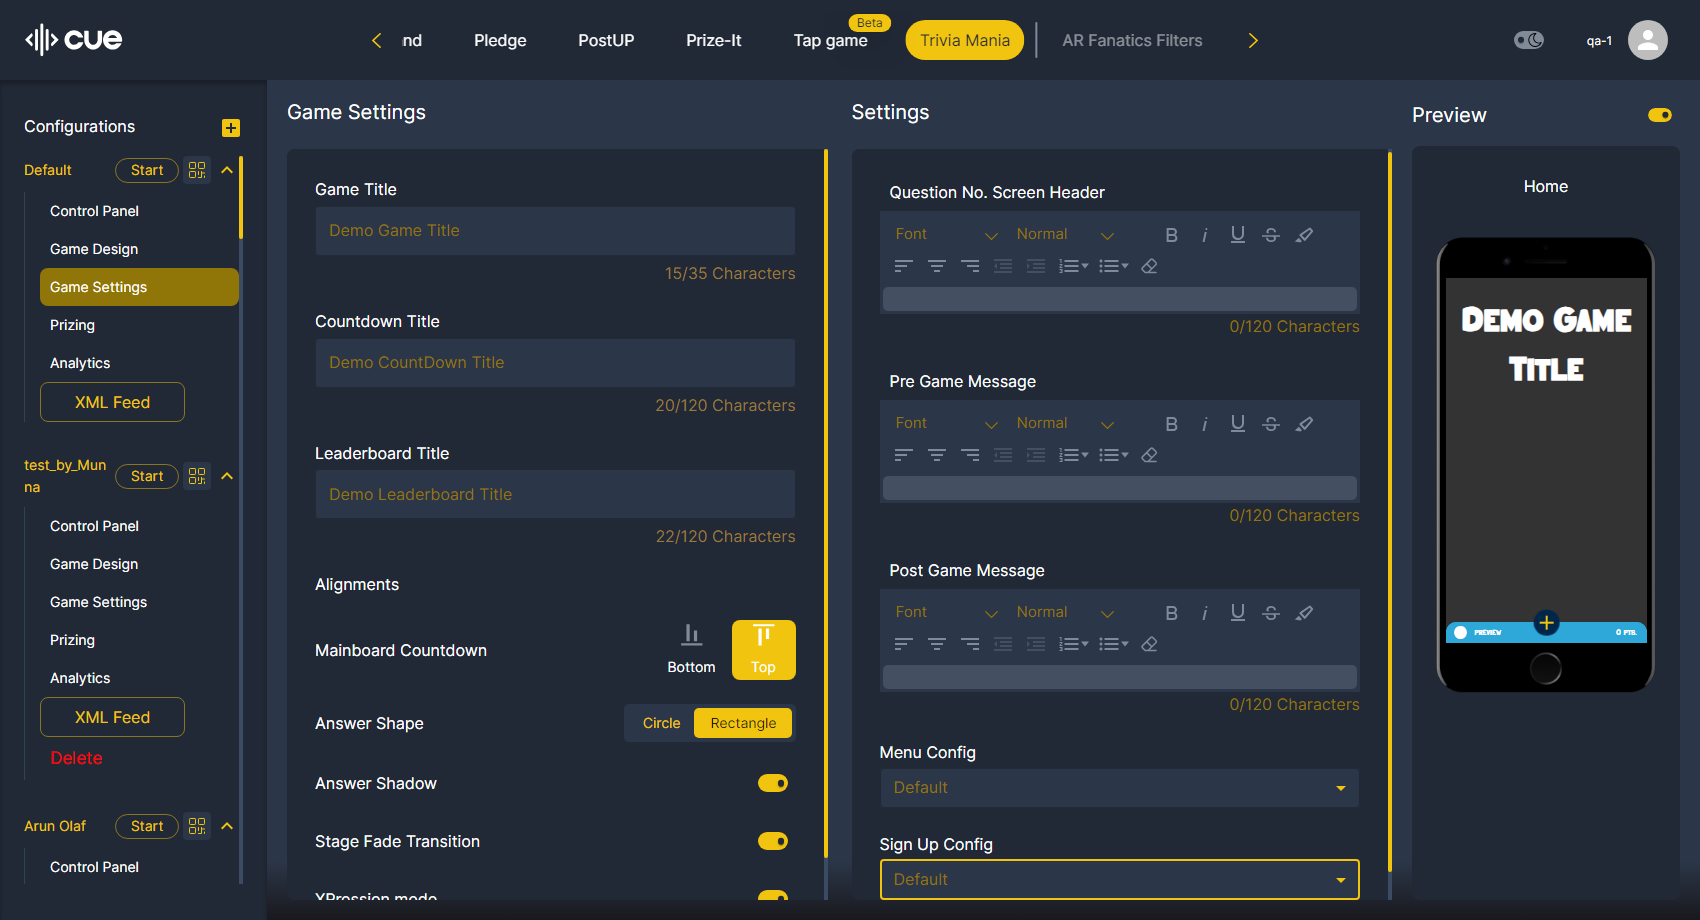 cue
nd
Pledge
PostUP
Prize-It
Tap game
Beta
Trivia Mania
AR Fanatics Filters
qa-1
Configurations
Default
Start
Control Panel
Game Design
Game Settings
Prizing
Analytics
XML Feed
test_by_Mun
na
Start
Control Panel
Game Design
Game Settings
Prizing
Analytics
XML Feed
Delete
Arun Olaf
Start
Control Panel
Game Settings
Game Title
Demo Game Title
15/35 Characters
Countdown Title
Demo CountDown Title
20/120 Characters
Leaderboard Title
Demo Leaderboard Title
22/120 Characters
Alignments
Mainboard Countdown
Bottom
Top
Answer Shape
Circle
Rectangle
Answer Shadow
Stage Fade Transition
XPression mode
Settings
Question No. Screen Header
Font
Normal
B i U S
0/120 Characters
Pre Game Message
Font
Normal
B i U S
0/120 Characters
Post Game Message
Font
Normal
B i U S
0/120 Characters
Menu Config
Default
Sign Up Config
Default
Preview
Home
Demo Game
Title
PREVIEW
0 PTS.